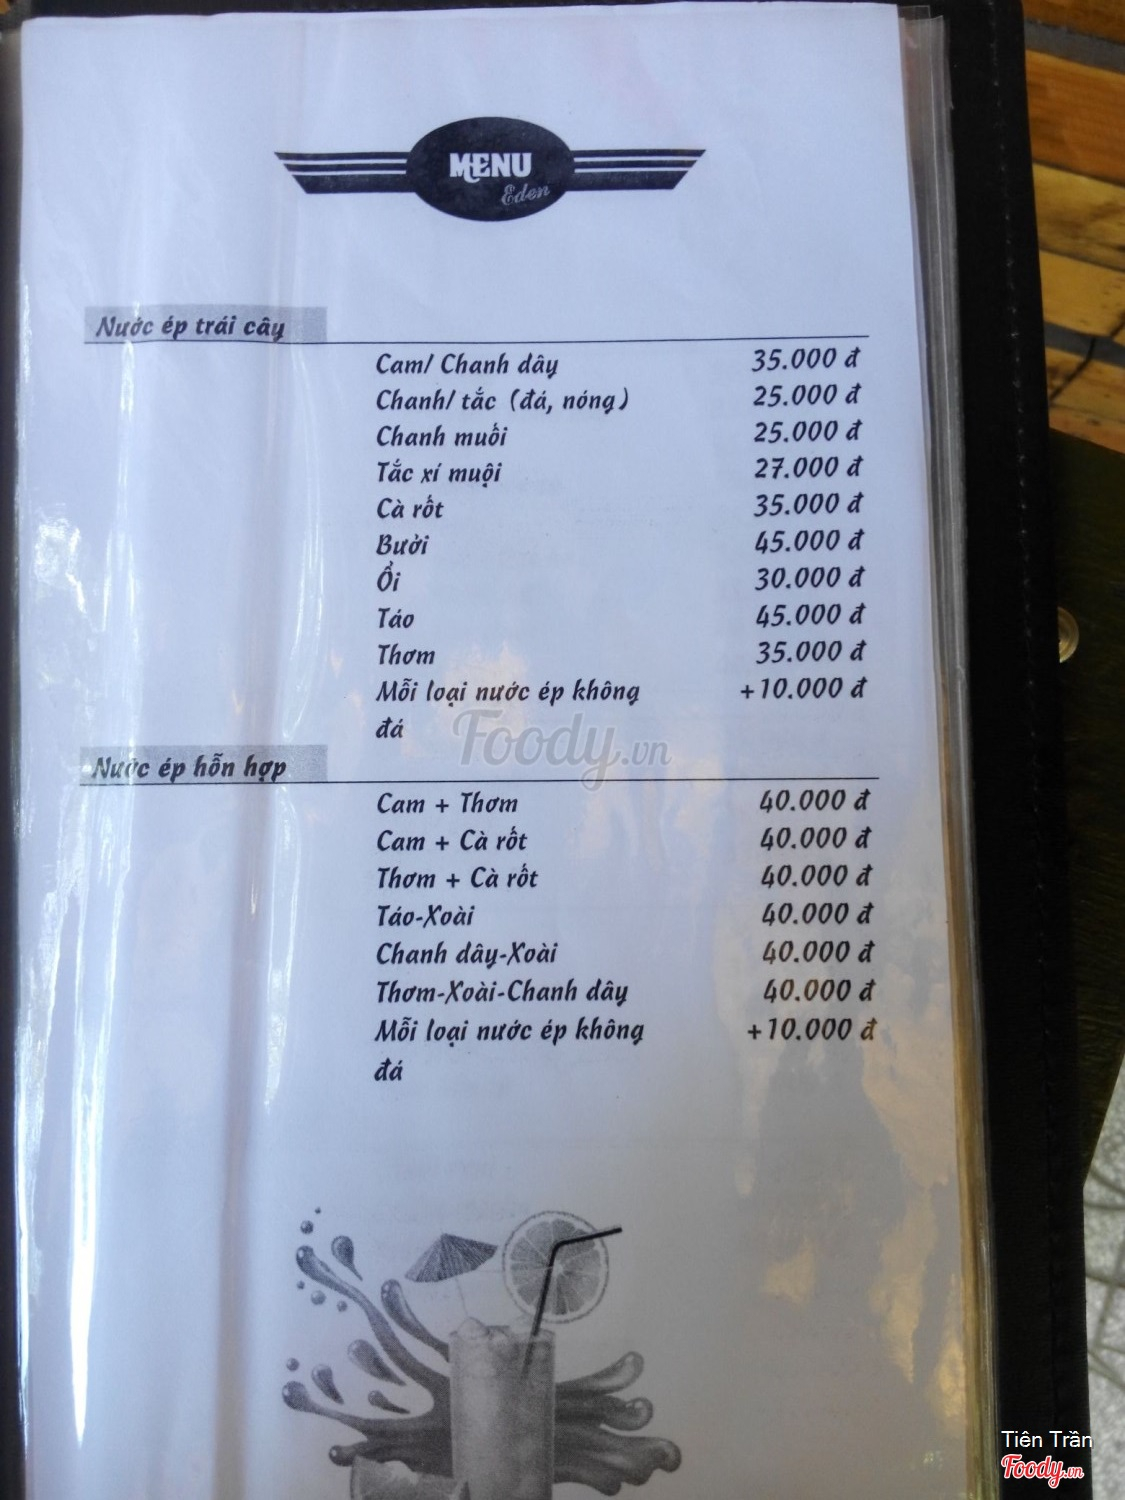 MENU
Eden
Nước ép trái cây
Cam/ Chanh dây 35.000 đ
Chanh/ tắc (đá, nóng) 25.000 đ
Chanh muối 25.000 đ
Tắc xí muội 27.000 đ
Cà rốt 35.000 đ
Bưởi 45.000 đ
Ổi 30.000 đ
Táo 45.000 đ
Thơm 35.000 đ
Mỗi loại nước ép không +10.000 đ
đá
Foody.vn
Nước ép hỗn hợp
Cam + Thơm 40.000 đ
Cam + Cà rốt 40.000 đ
Thơm + Cà rốt 40.000 đ
Táo-Xoài 40.000 đ
Chanh dây-Xoài 40.000 đ
Thơm-Xoài-Chanh dây 40.000 đ
Mỗi loại nước ép không +10.000 đ
đá
Tiên Trần
Foody.vn